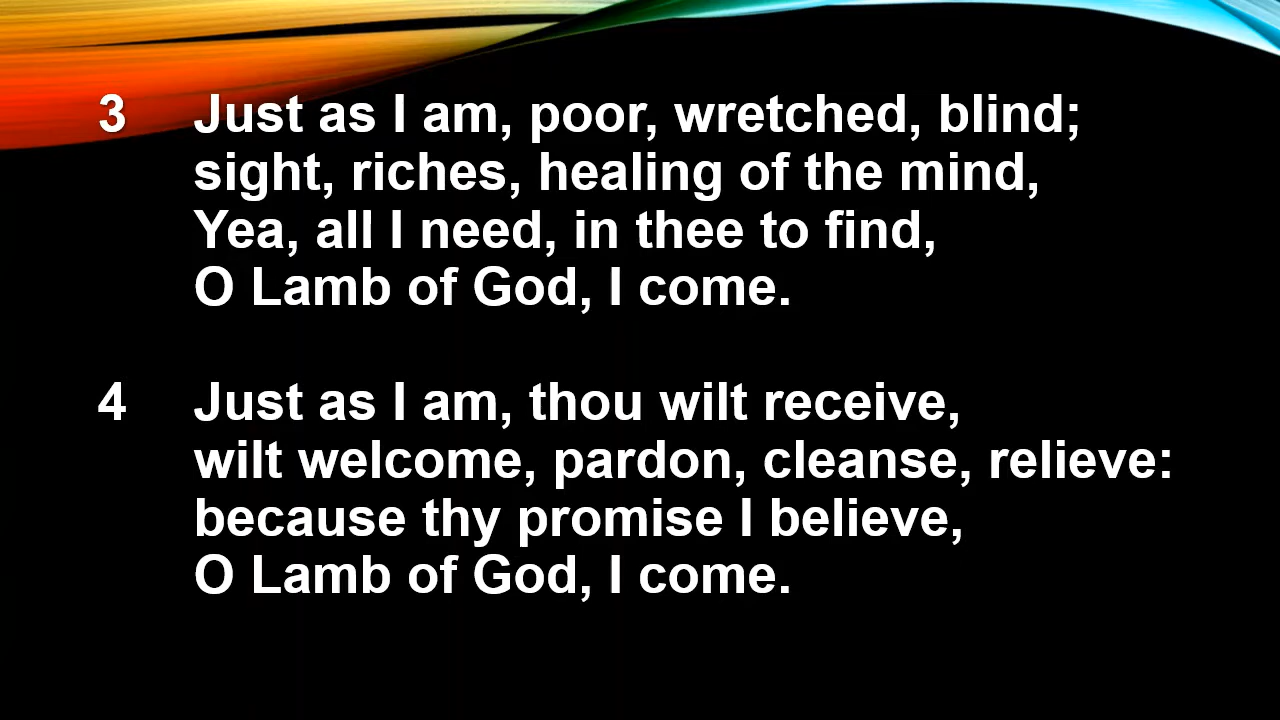 3 Just as I am, poor, wretched, blind;
sight, riches, healing of the mind,
Yea, all I need, in thee to find,
O Lamb of God, I come.
4 Just as I am, thou wilt receive,
wilt welcome, pardon, cleanse, relieve:
because thy promise I believe,
O Lamb of God, I come.